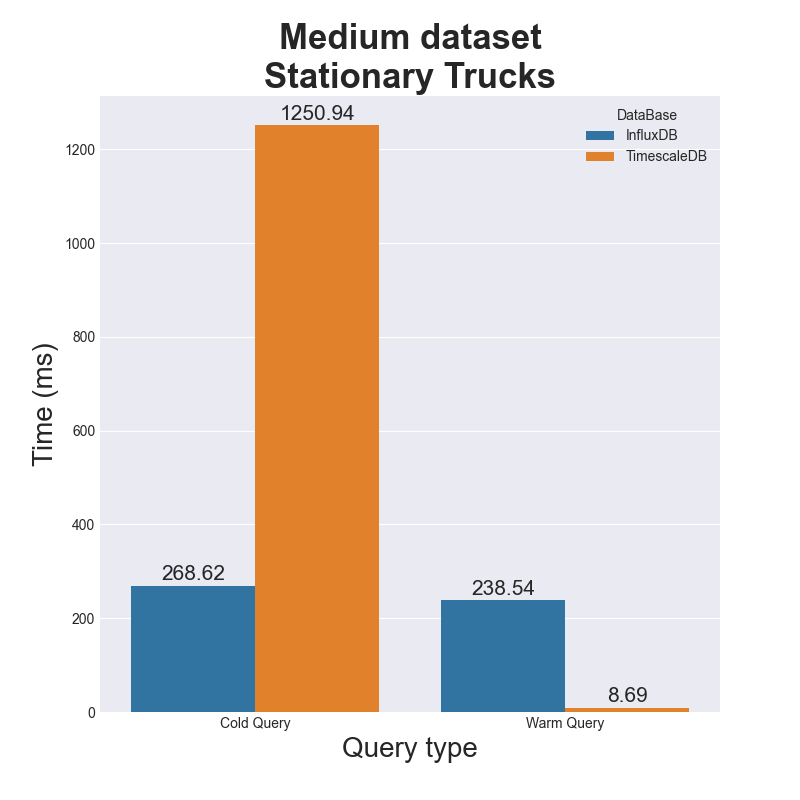 Medium dataset
Stationary Trucks
1250.94
DataBase
InfluxDB
TimescaleDB
1200
1000
800
600
400
200
0
268.62
238.54
8.69
Time (ms)
Cold Query
Warm Query
Query type